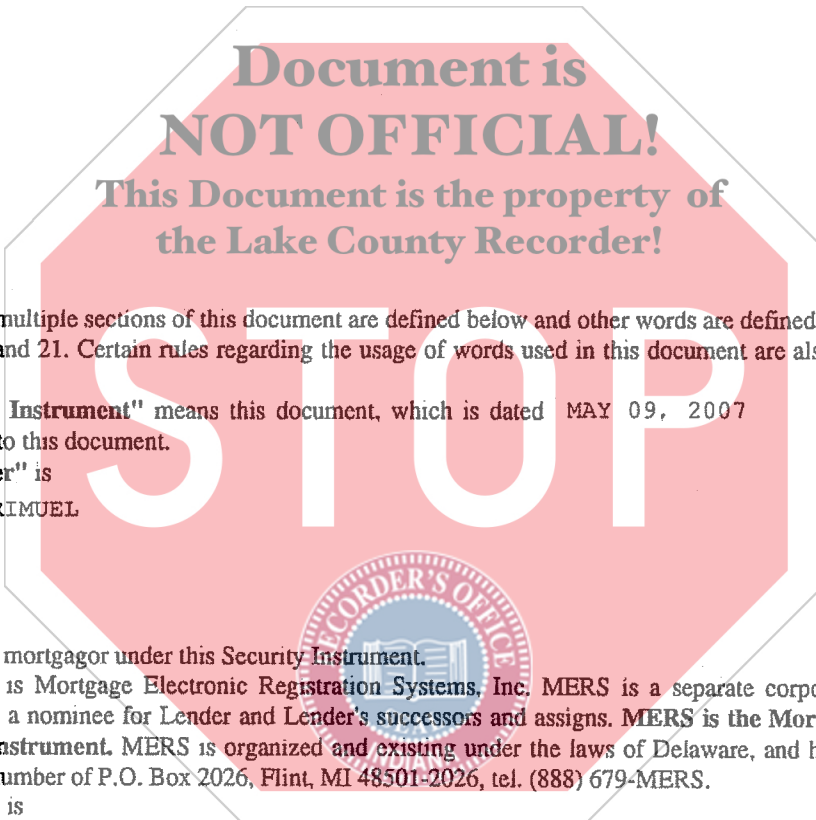 Document is
NOT OFFICIAL!
This Document is the property of
the Lake County Recorder!
STOP
multiple sections of this document are defined below and other words are defined
and 21. Certain rules regarding the usage of words used in this document are als
Instrument" means this document, which is dated MAY 09, 2007
to this document.
er" is
RIMUEL
RECORDER'S OFFICE
mortgagor under this Security Instrument.
is Mortgage Electronic Registration Systems, Inc. MERS is a separate corpo
a nominee for Lender and Lender's successors and assigns. MERS is the Mor
nstrument. MERS is organized and existing under the laws of Delaware, and h
umber of P.O. Box 2026, Flint, MI 48501-2026, tel. (888) 679-MERS.
INDIANA
is